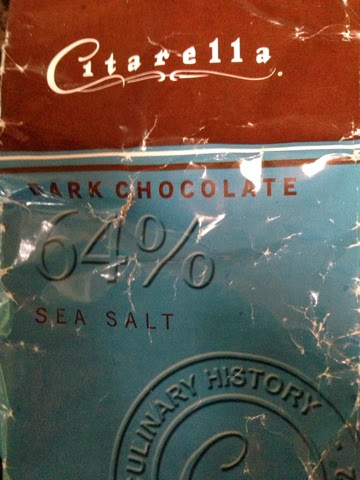 Citarella.
DARK CHOCOLATE
64%
SEA SALT
CULINARY HISTORY